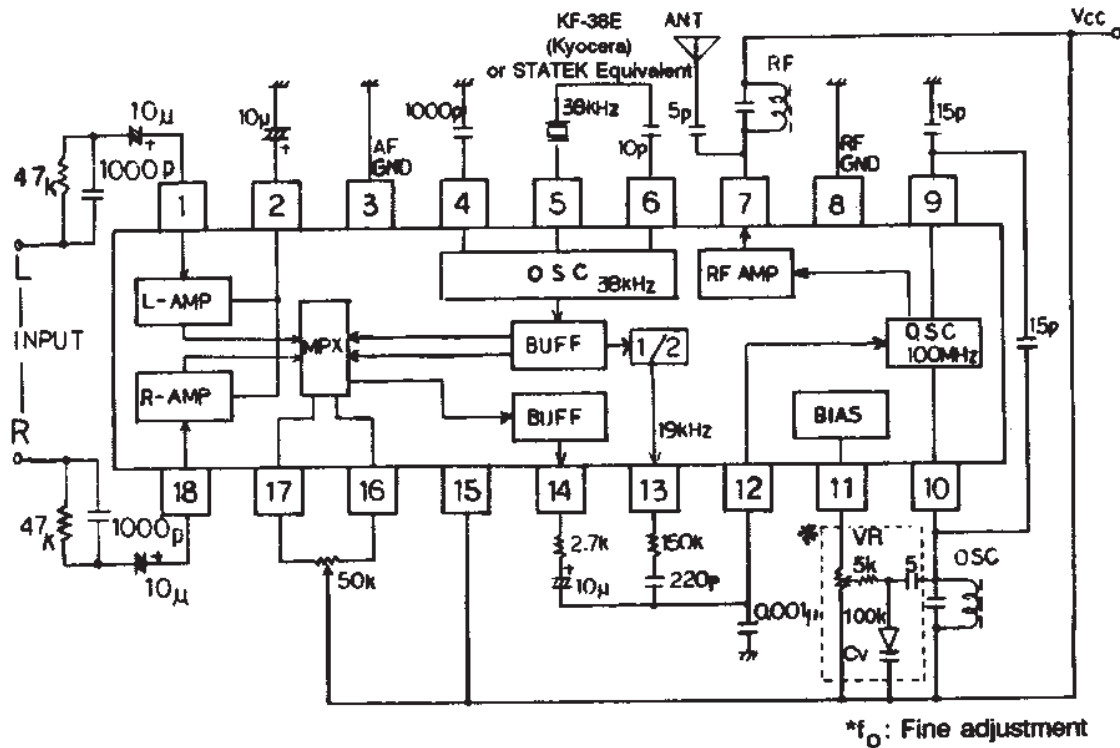 KF-38E
(Kyocera)
or STATEK Equivalent
ANT
VCC
RF
10μ
10μ
1000p
38kHz
10p
5p
15p
47k
1000p
AF GND
RF GND
1
2
3
4
5
6
7
8
9
L
INPUT
R
L-AMP
R-AMP
MPX
OSC 38kHz
BUFF
1/2
BUFF
19kHz
RF AMP
OSC 100MHz
BIAS
15p
18
17
16
15
14
13
12
11
10
47k
1000p
10μ
50k
2.7k
10μ
150k
220p
0.001μ
*
VR
5k
5
100k
Cv
OSC
*fo: Fine adjustment